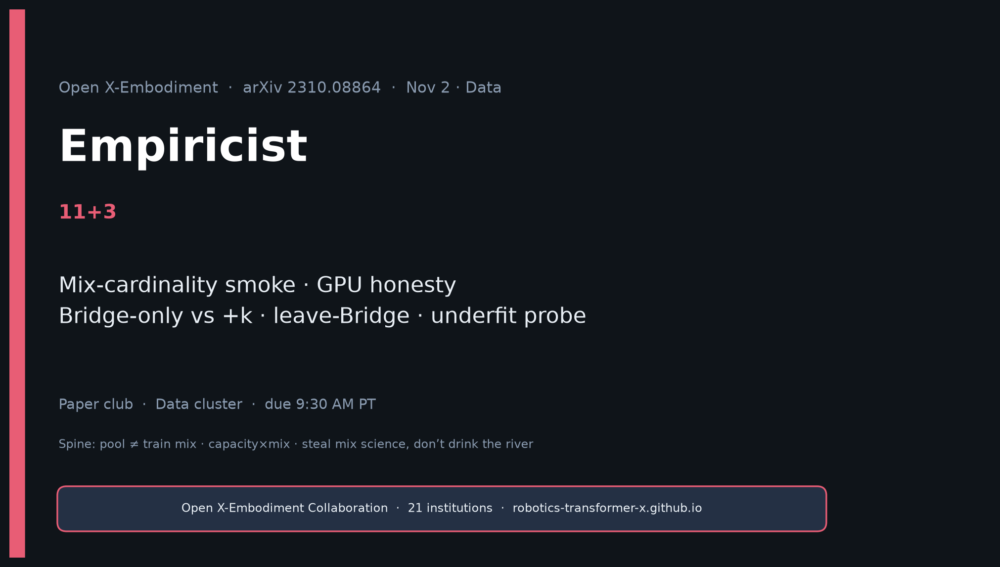 Open X-Embodiment · arXiv 2310.08864 · Nov 2 · Data
Empiricist
11+3
Mix-cardinality smoke · GPU honesty
Bridge-only vs +k · leave-Bridge · underfit probe
Paper club · Data cluster · due 9:30 AM PT
Spine: pool ≠ train mix · capacity×mix · steal mix science, don’t drink the river
Open X-Embodiment Collaboration · 21 institutions · robotics-transformer-x.github.io